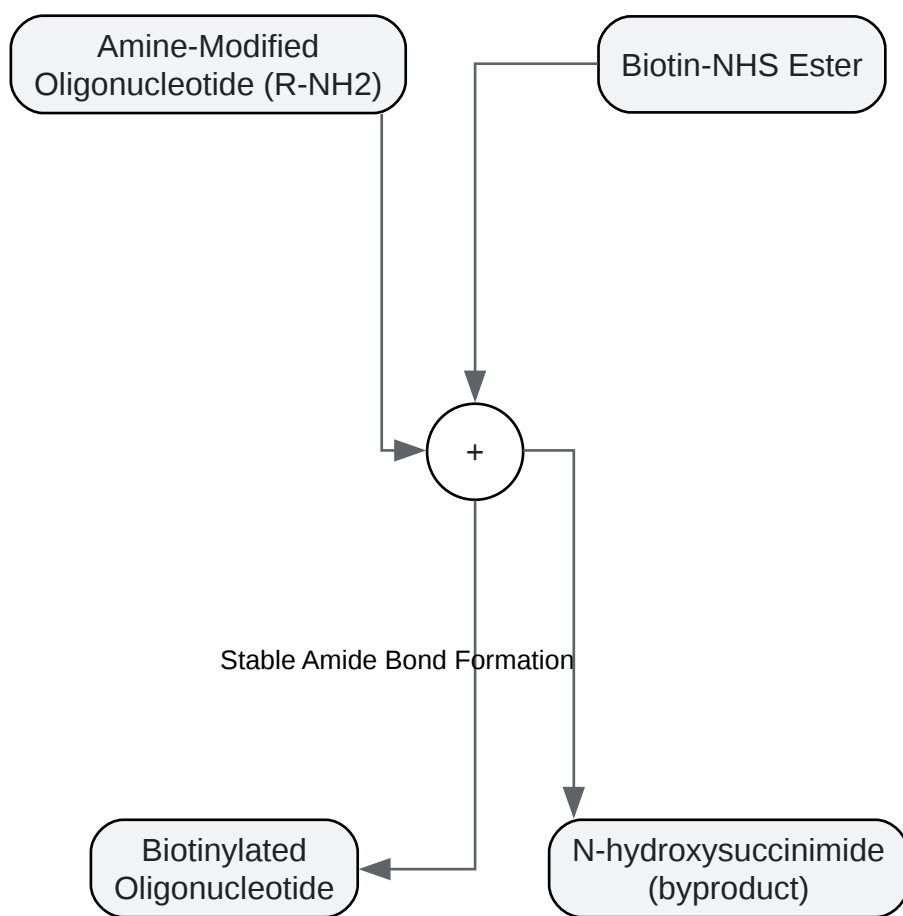 Amine-Modified
Oligonucleotide (R-NH2)
Biotin-NHS Ester
+
Stable Amide Bond Formation
Biotinylated
Oligonucleotide
N-hydroxysuccinimide
(byproduct)